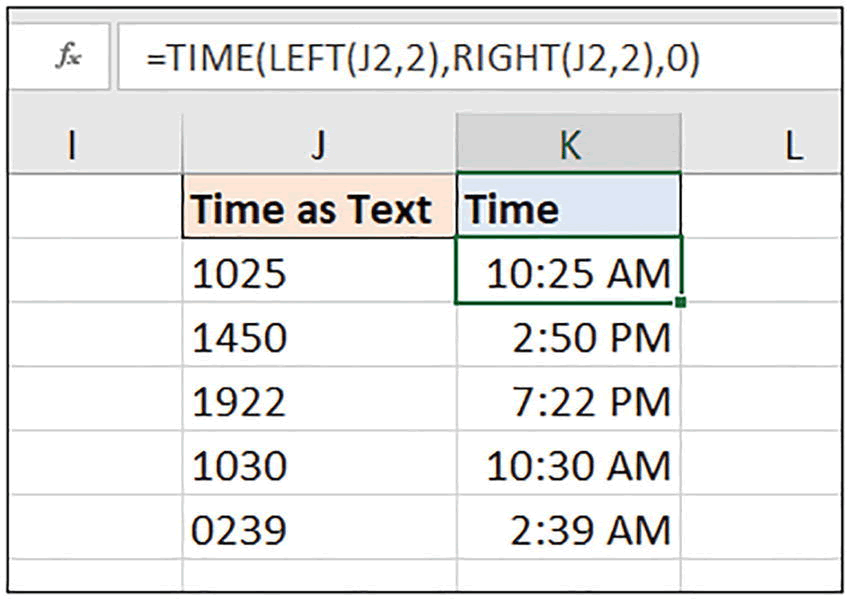 fx =TIME(LEFT(J2,2),RIGHT(J2,2),0)
I J K L
Time as Text Time
1025 10:25 AM
1450 2:50 PM
1922 7:22 PM
1030 10:30 AM
0239 2:39 AM